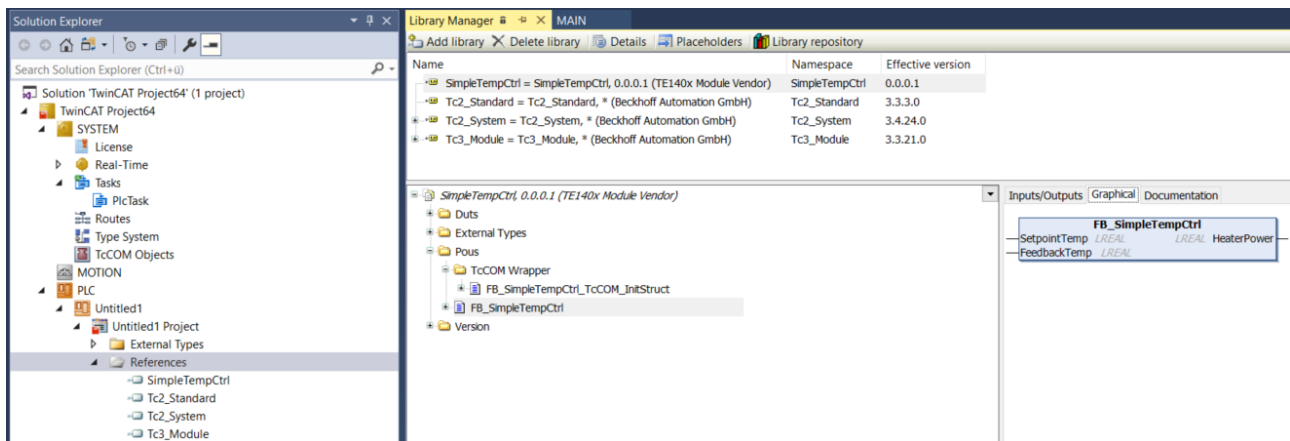 Solution Explorer
Search Solution Explorer (Ctrl+ü)
Solution 'TwinCAT Project64' (1 project)
TwinCAT Project64
SYSTEM
License
Real-Time
Tasks
PlcTask
Routes
Type System
TcCOM Objects
MOTION
PLC
Untitled1
Untitled1 Project
External Types
References
SimpleTempCtrl
Tc2_Standard
Tc2_System
Tc3_Module
Library Manager MAIN
Add library Delete library Details Placeholders Library repository
Name Namespace Effective version
SimpleTempCtrl = SimpleTempCtrl, 0.0.0.1 (TE140x Module Vendor) SimpleTempCtrl 0.0.0.1
Tc2_Standard = Tc2_Standard, * (Beckhoff Automation GmbH) Tc2_Standard 3.3.3.0
Tc2_System = Tc2_System, * (Beckhoff Automation GmbH) Tc2_System 3.4.24.0
Tc3_Module = Tc3_Module, * (Beckhoff Automation GmbH) Tc3_Module 3.3.21.0
SimpleTempCtrl, 0.0.0.1 (TE140x Module Vendor)
Duts
External Types
Pous
TcCOM Wrapper
FB_SimpleTempCtrl_TcCOM_InitStruct
FB_SimpleTempCtrl
Version
Inputs/Outputs Graphical Documentation
FB_SimpleTempCtrl
SetpointTemp LREAL LREAL HeaterPower
FeedbackTemp LREAL